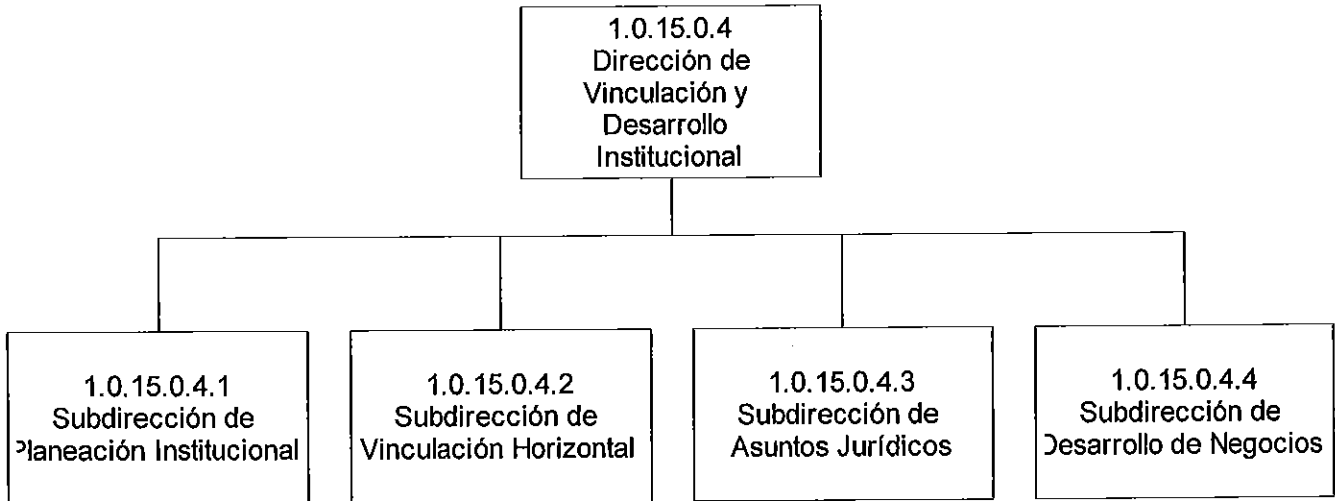 1.0.15.0.4
Dirección de
Vinculación y
Desarrollo
Institucional
1.0.15.0.4.1
Subdirección de
Planeación Institucional
1.0.15.0.4.2
Subdirección de
Vinculación Horizontal
1.0.15.0.4.3
Subdirección de
Asuntos Jurídicos
1.0.15.0.4.4
Subdirección de
Desarrollo de Negocios